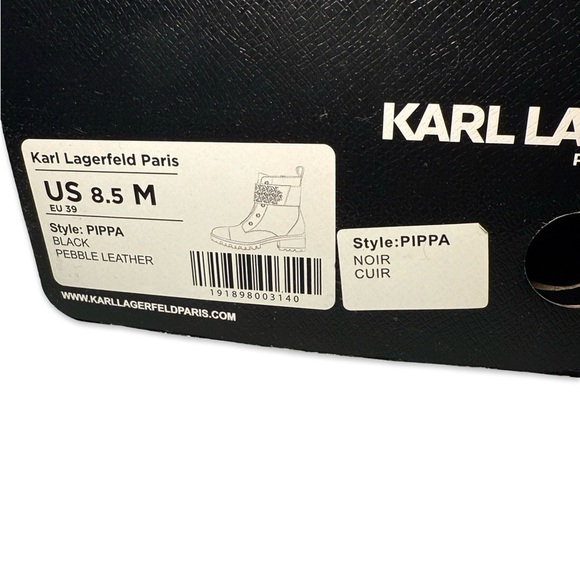 KARL LA
P
Karl Lagerfeld Paris
US 8.5 M
EU 39
Style: PIPPA
BLACK
PEBBLE LEATHER
191898003140
WWW.KARLLAGERFELDPARIS.COM
Style:PIPPA
NOIR
CUIR